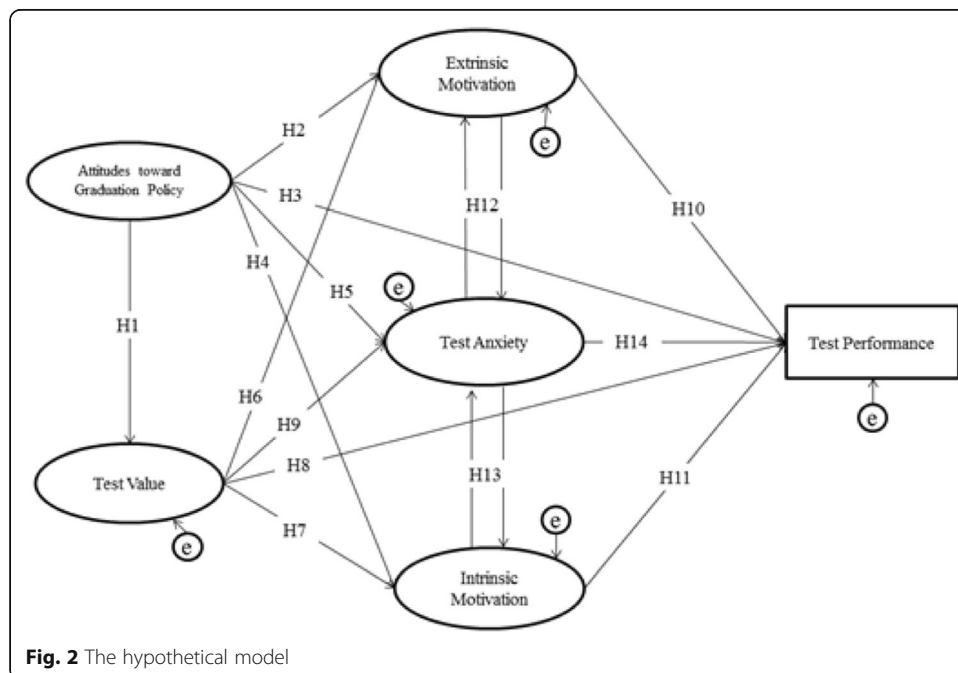 Extrinsic
Motivation
e
H2
Attitudes toward
Graduation Policy
H3
H12
H10
H4
H5
e
H1
Test Anxiety
H14
Test Performance
H6
H9
e
H8
Test Value
H13
H11
H7
e
e
Intrinsic
Motivation
Fig. 2 The hypothetical model